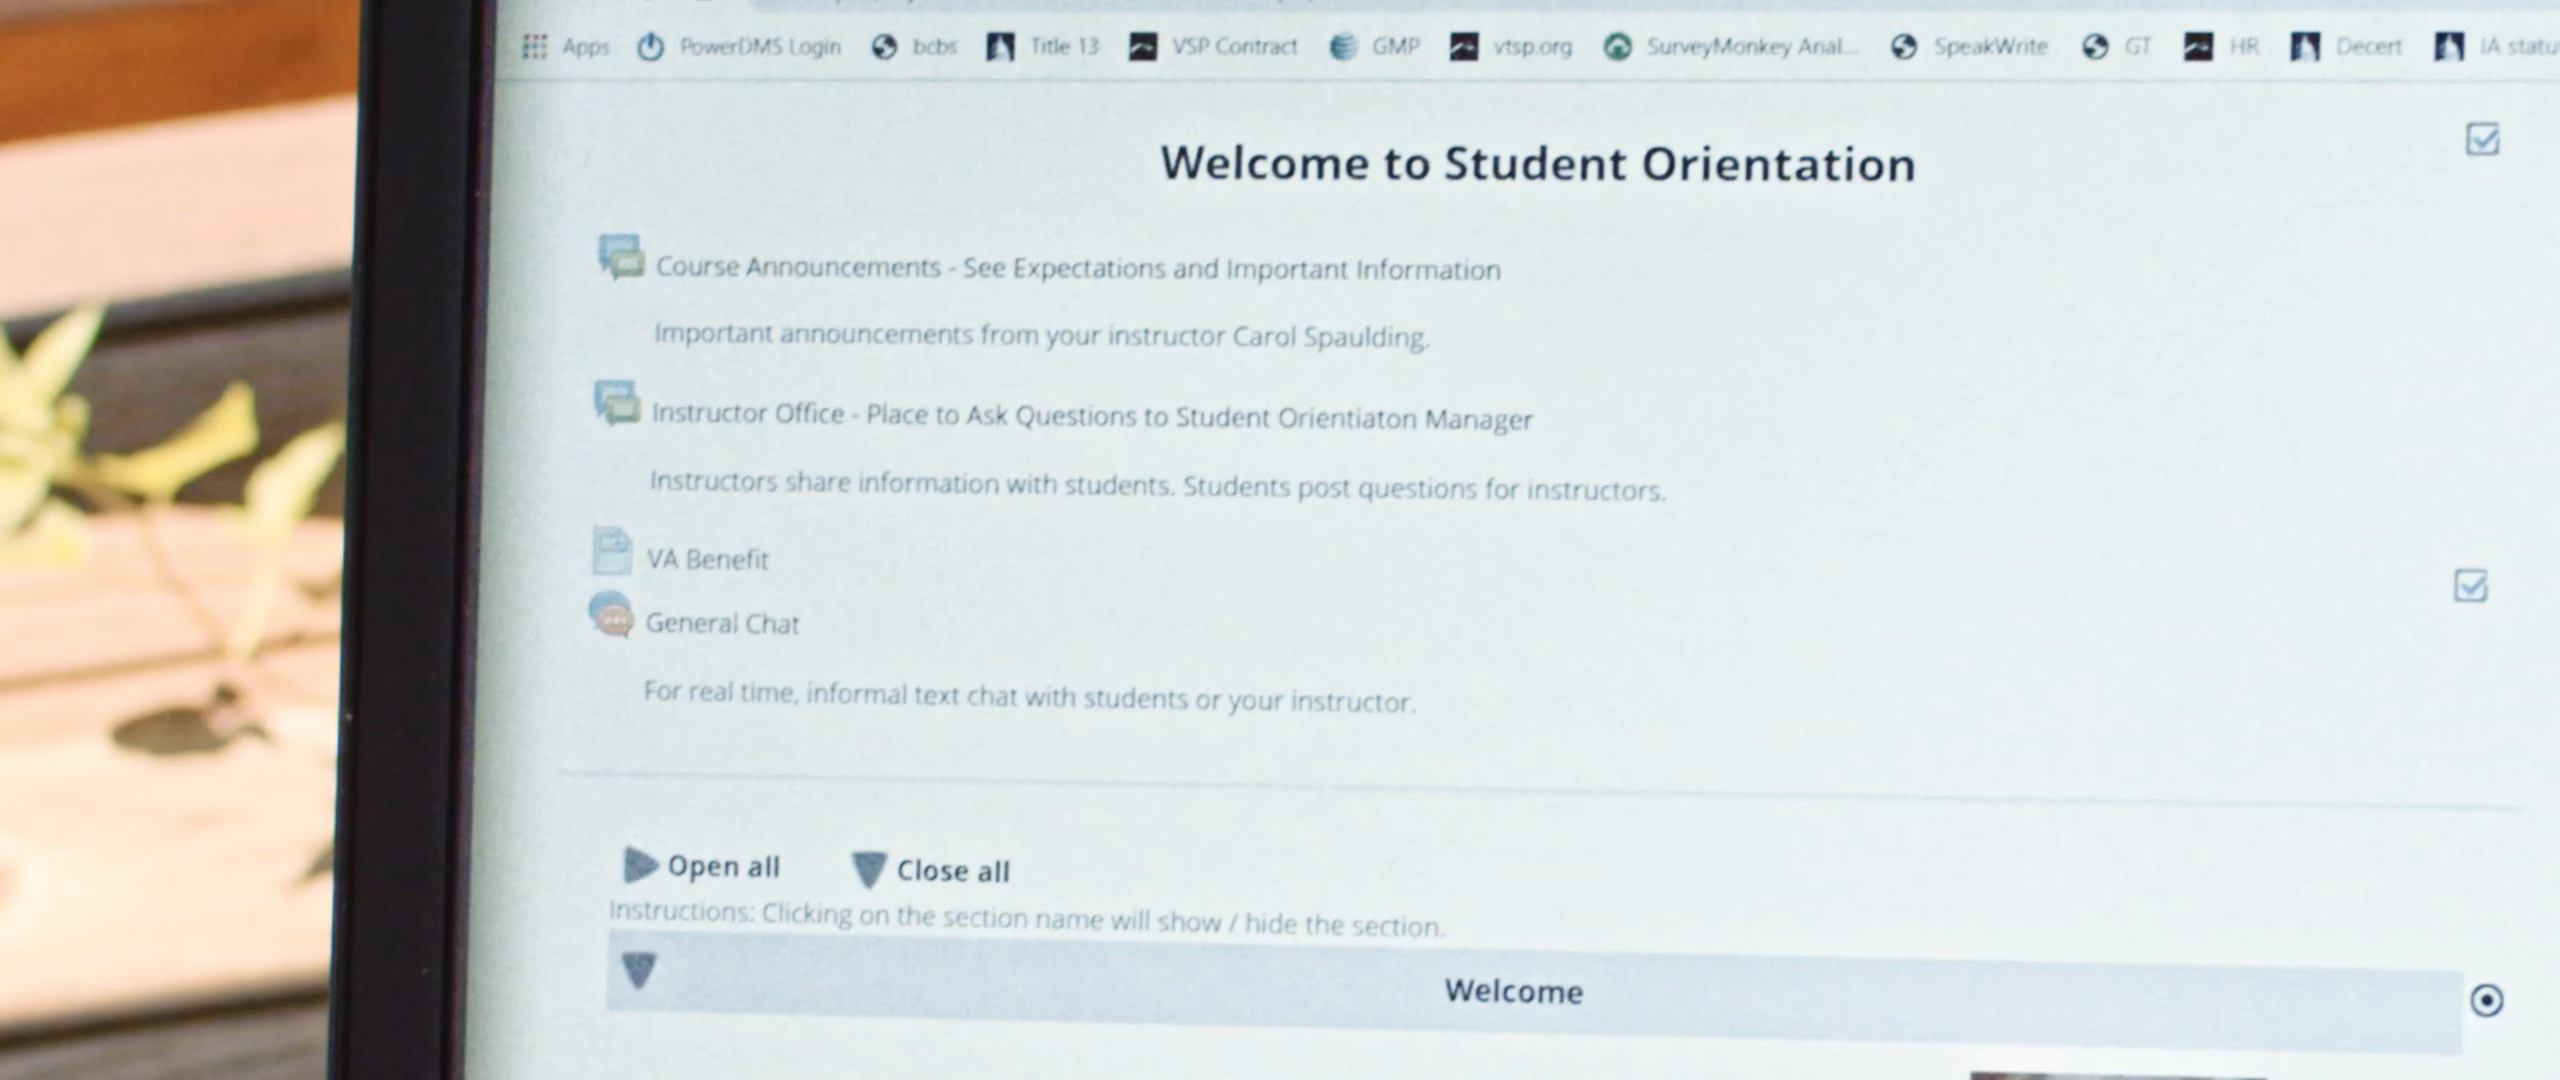 Apps PowerDMS Login bcbs Title 13 VSP Contract GMP vtsp.org SurveyMonkey Anal... SpeakWrite GT HR Decert IA statu
Welcome to Student Orientation
Course Announcements - See Expectations and Important Information
Important announcements from your instructor Carol Spaulding.
Instructor Office - Place to Ask Questions to Student Orientiaton Manager
Instructors share information with students. Students post questions for instructors.
VA Benefit
General Chat
For real time, informal text chat with students or your instructor.
Open all Close all
Instructions: Clicking on the section name will show / hide the section.
Welcome